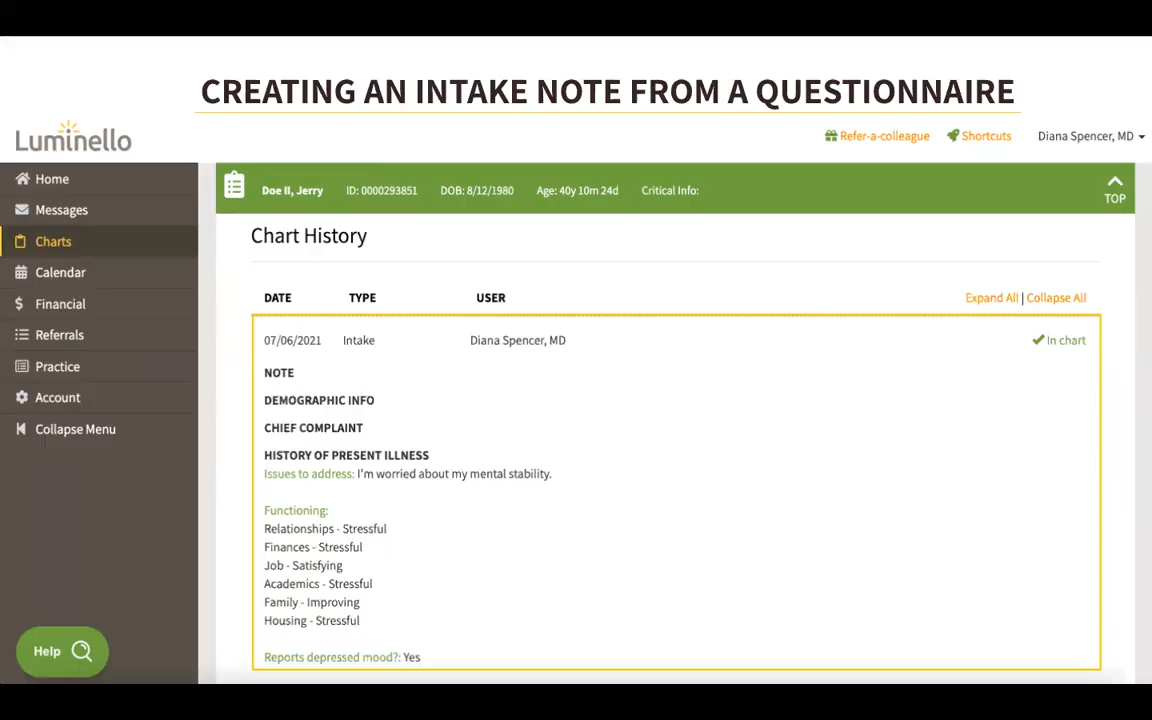 CREATING AN INTAKE NOTE FROM A QUESTIONNAIRE
Luminello
Refer-a-colleague Shortcuts Diana Spencer, MD
Home
Messages
Charts
Calendar
Financial
Referrals
Practice
Account
Collapse Menu
Help
Doe II, Jerry ID: 0000293851 DOB: 8/12/1980 Age: 40y 10m 24d Critical Info:
TOP
Chart History
DATE TYPE USER Expand All | Collapse All
07/06/2021 Intake Diana Spencer, MD In chart
NOTE
DEMOGRAPHIC INFO
CHIEF COMPLAINT
HISTORY OF PRESENT ILLNESS
Issues to address: I'm worried about my mental stability.
Functioning:
Relationships - Stressful
Finances - Stressful
Job - Satisfying
Academics - Stressful
Family - Improving
Housing - Stressful
Reports depressed mood?: Yes